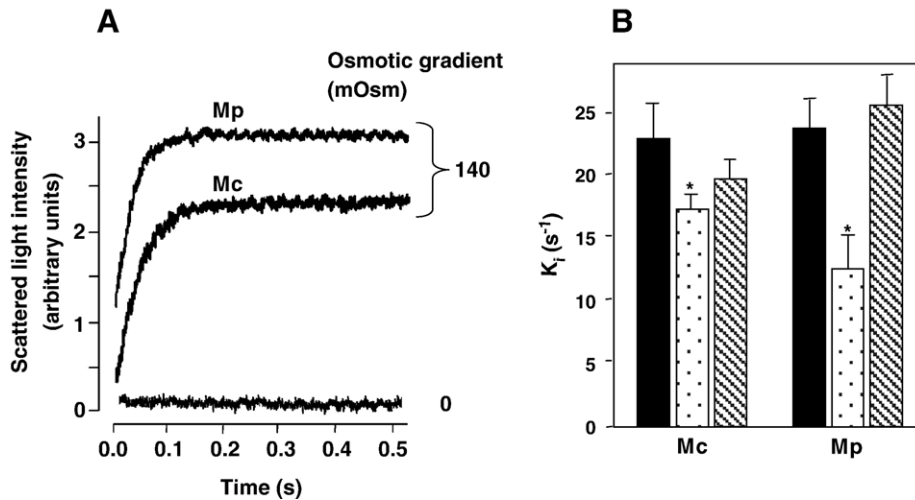 A
Osmotic gradient
(mOsm)
Mp
Mc
140
0
Scattered light intensity
(arbitrary units)
3
2
1
0
0.0 0.1 0.2 0.3 0.4 0.5
Time (s)
B
25
20
15
10
5
0
K_i (s⁻¹)
*
*
Mc Mp